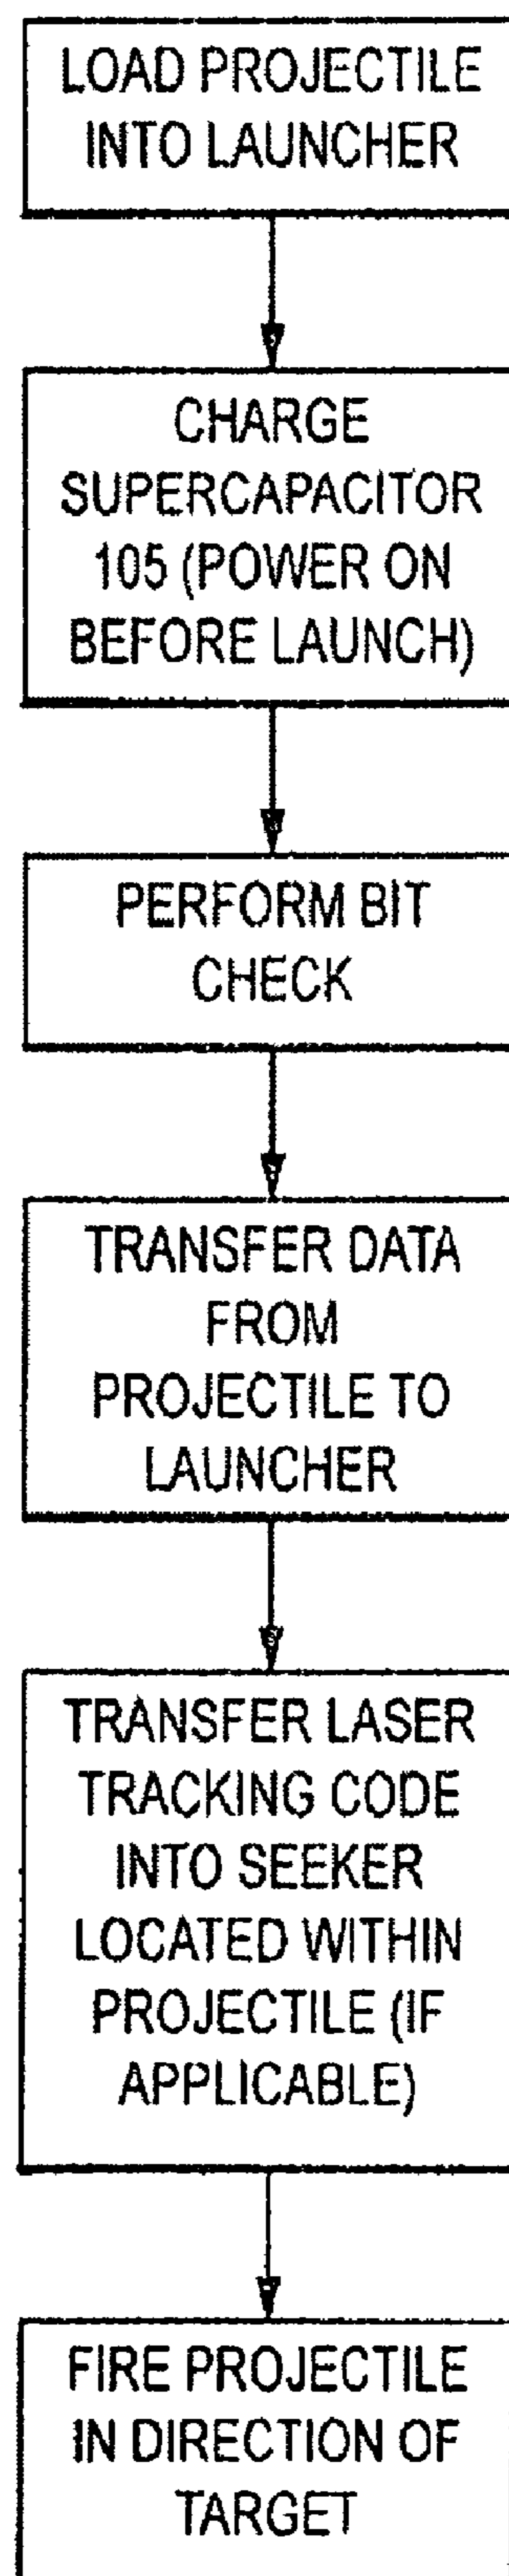 LOAD PROJECTILE
INTO LAUNCHER
CHARGE
SUPERCAPACITOR
105 (POWER ON
BEFORE LAUNCH)
PERFORM BIT
CHECK
TRANSFER DATA
FROM
PROJECTILE TO
LAUNCHER
TRANSFER LASER
TRACKING CODE
INTO SEEKER
LOCATED WITHIN
PROJECTILE (IF
APPLICABLE)
FIRE PROJECTILE
IN DIRECTION OF
TARGET